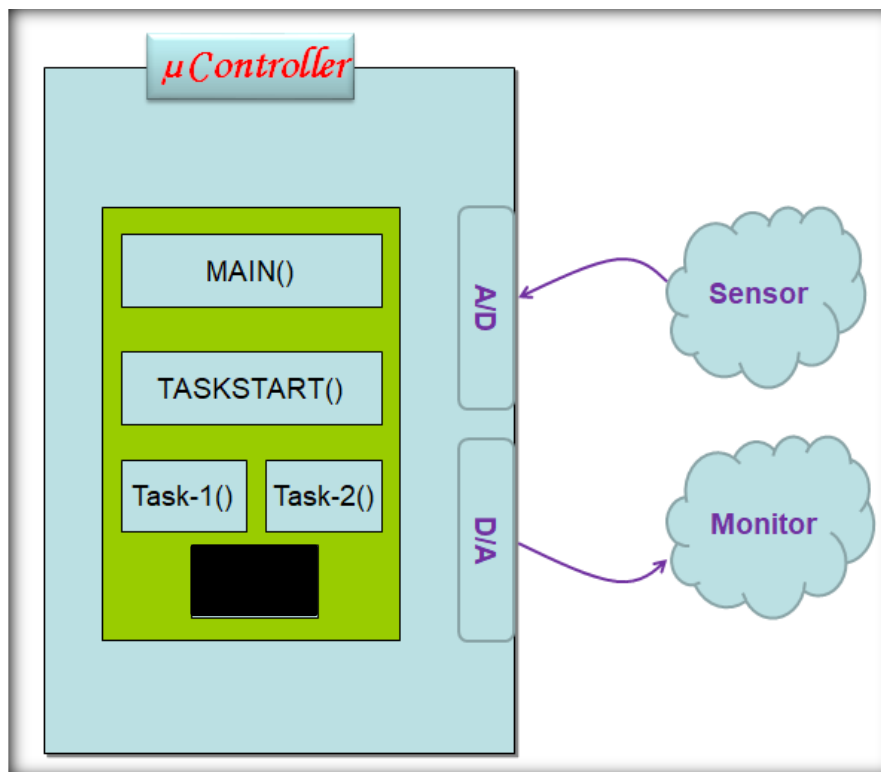 μController
MAIN()
TASKSTART()
Task-1()
Task-2()
A/D
D/A
Sensor
Monitor